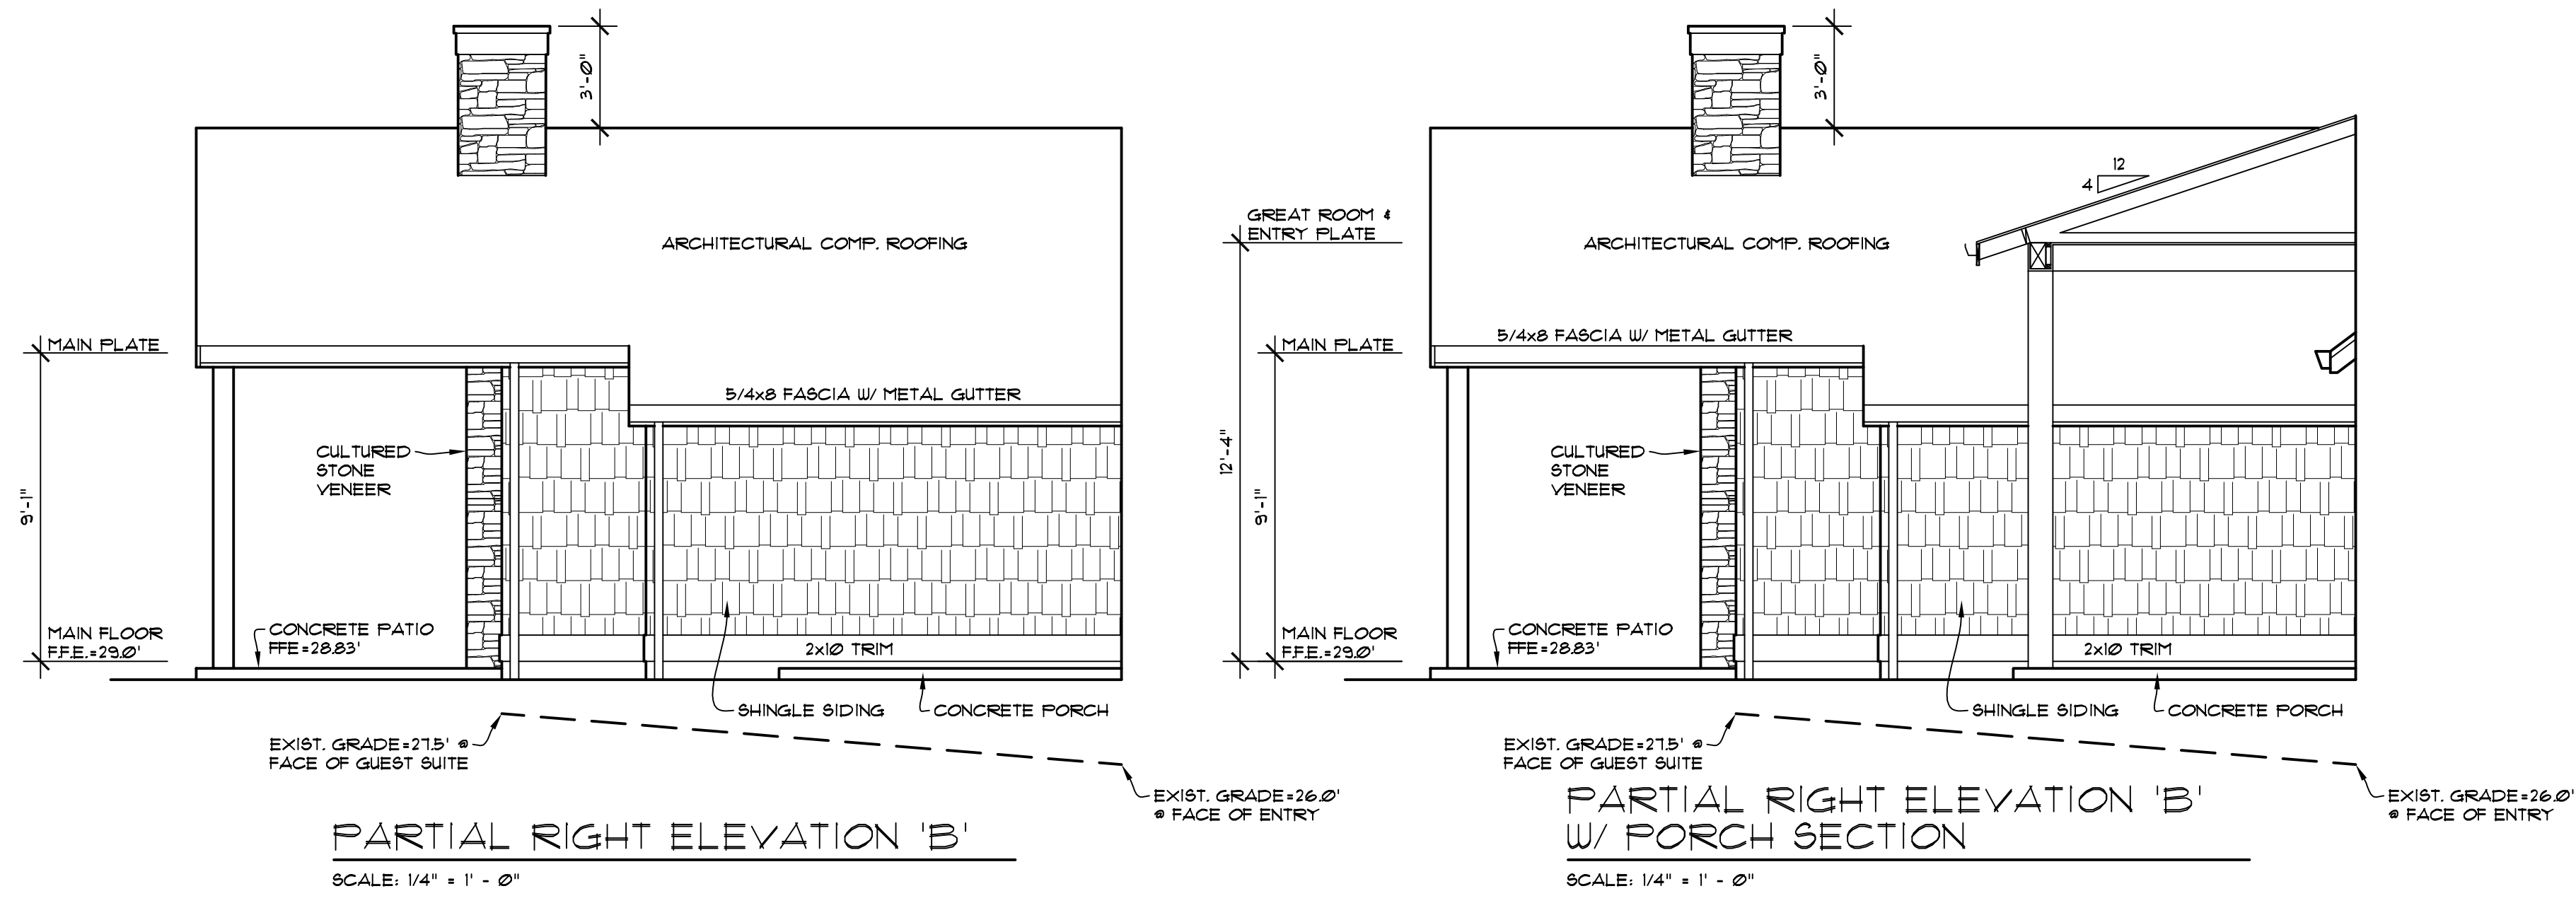 3'-0"
ARCHITECTURAL COMP. ROOFING
MAIN PLATE
5/4x8 FASCIA W/ METAL GUTTER
CULTURED
STONE
VENEER
9'-1"
MAIN FLOOR
F.F.E.=29.0'
CONCRETE PATIO
FFE=28.83'
2x10 TRIM
SHINGLE SIDING
CONCRETE PORCH
EXIST. GRADE=27.5' @
FACE OF GUEST SUITE
EXIST. GRADE=26.0'
@ FACE OF ENTRY
PARTIAL RIGHT ELEVATION 'B'
SCALE: 1/4" = 1' - 0"
3'-0"
12
4
GREAT ROOM &
ENTRY PLATE
ARCHITECTURAL COMP. ROOFING
5/4x8 FASCIA W/ METAL GUTTER
MAIN PLATE
12'-4"
9'-1"
CULTURED
STONE
VENEER
MAIN FLOOR
F.F.E.=29.0'
CONCRETE PATIO
FFE=28.83'
2x10 TRIM
SHINGLE SIDING
CONCRETE PORCH
EXIST. GRADE=27.5' @
FACE OF GUEST SUITE
EXIST. GRADE=26.0'
@ FACE OF ENTRY
PARTIAL RIGHT ELEVATION 'B'
W/ PORCH SECTION
SCALE: 1/4" = 1' - 0"